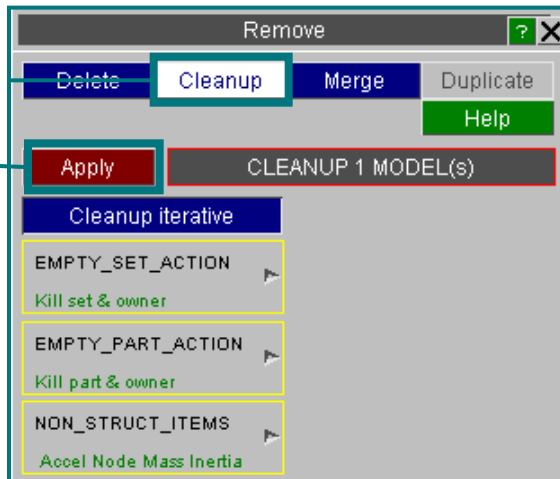 Remove ? X
Delete Cleanup Merge Duplicate
Help
Apply CLEANUP 1 MODEL(s)
Cleanup iterative
EMPTY_SET_ACTION
Kill set & owner
EMPTY_PART_ACTION
Kill part & owner
NON_STRUCT_ITEMS
Accel Node Mass Inertia